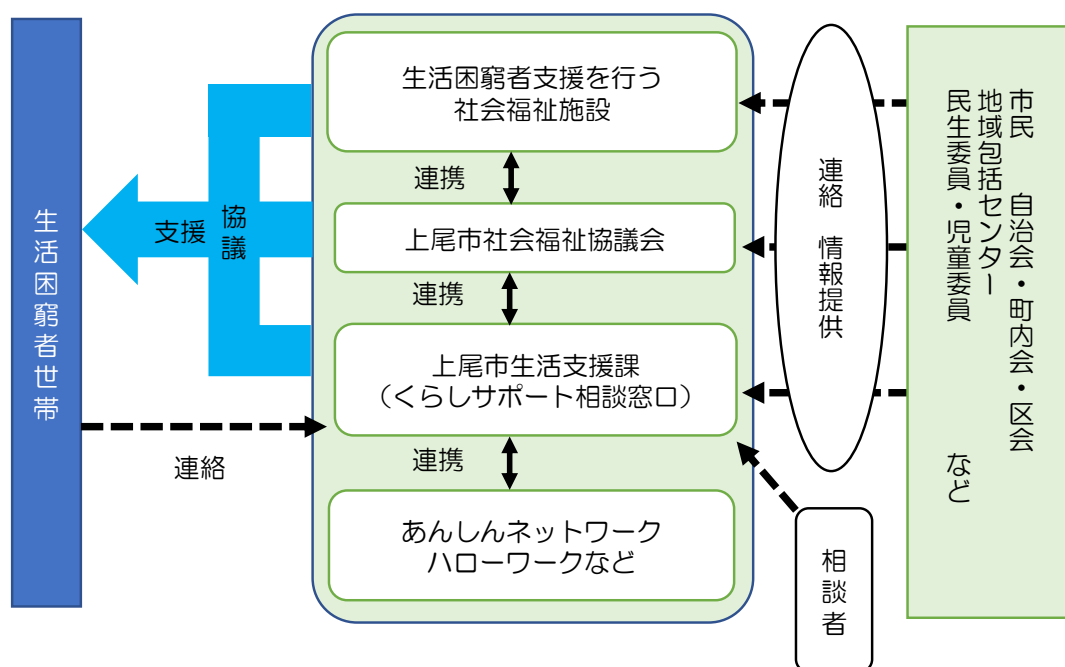 生活困窮者世帯
支援
協議
連絡
生活困窮者支援を行う
社会福祉施設
連携
上尾市社会福祉協議会
連携
上尾市生活支援課
（くらしサポート相談窓口）
連携
あんしんネットワーク
ハローワークなど
連絡 情報提供
相談者
市民 自治会・町内会・区会
地域包括センター
民生委員・児童委員 など